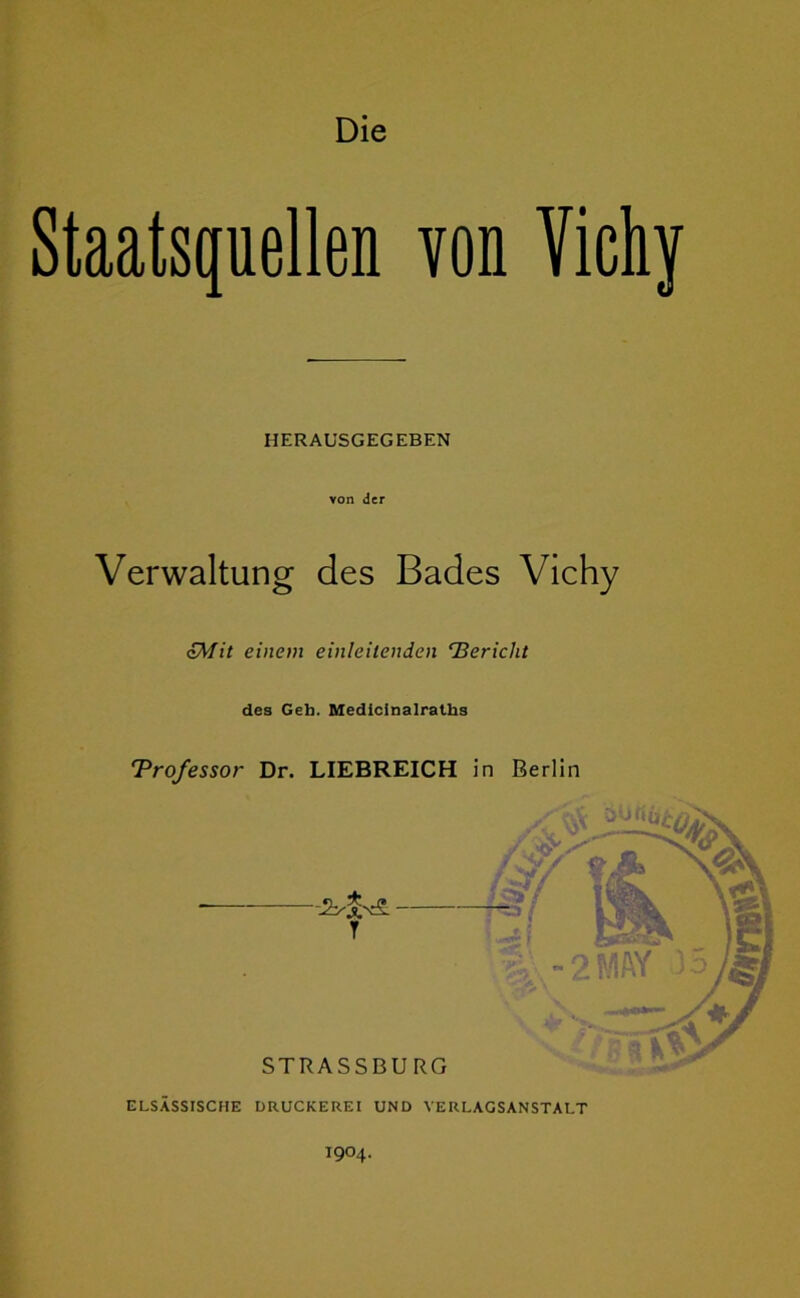 Die
Staatsquellen von Vichy
HERAUSGEGEBEN
von der
Verwaltung des Bades Vichy
Mit einem einleitenden Bericht
des Geh. Medicinalraths
Professor Dr. LIEBREICH in Berlin
-2 MAY 05
STRASSBURG
ELSÄSSISCHE DRUCKEREI UND VERLAGSANSTALT
1904.